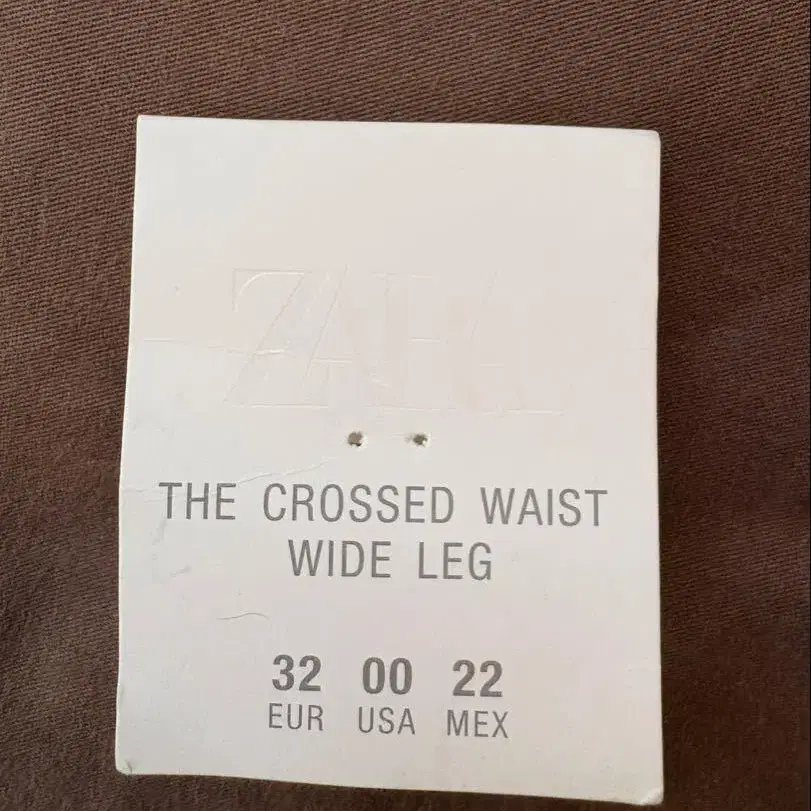 ZARA
THE CROSSED WAIST
WIDE LEG
32 00 22
EUR USA MEX